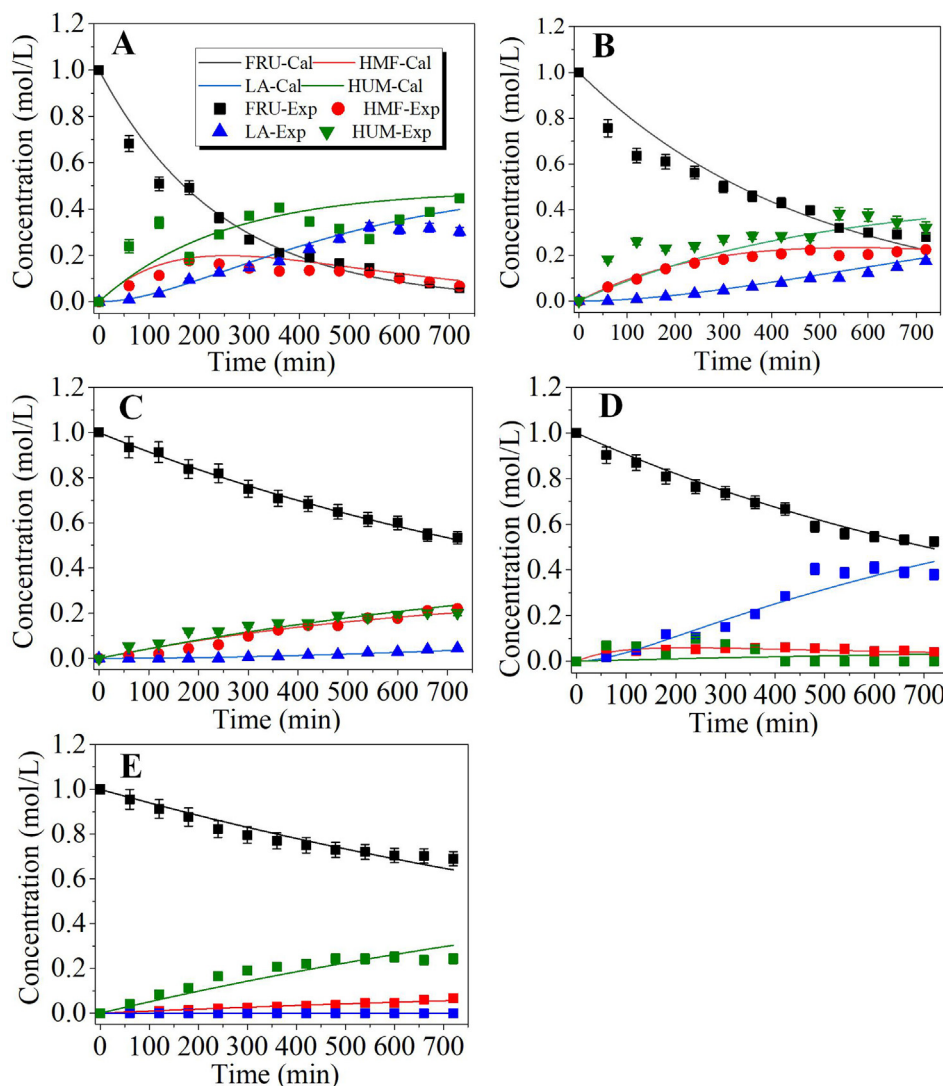 A
B
1.2
1.0
0.8
0.6
0.4
0.2
0.0
Concentration (mol/L)
FRU-Cal HMF-Cal
LA-Cal HUM-Cal
FRU-Exp HMF-Exp
LA-Exp HUM-Exp
0 100 200 300 400 500 600 700
Time (min)
1.2
1.0
0.8
0.6
0.4
0.2
0.0
Concentration (mol/L)
0 100 200 300 400 500 600 700
Time (min)
C
1.2
1.0
0.8
0.6
0.4
0.2
0.0
Concentration (mol/L)
0 100 200 300 400 500 600 700
Time (min)
D
1.2
1.0
0.8
0.6
0.4
0.2
0.0
Concentration (mol/L)
0 100 200 300 400 500 600 700
Time (min)
E
1.2
1.0
0.8
0.6
0.4
0.2
0.0
Concentration (mol/L)
0 100 200 300 400 500 600 700
Time (min)